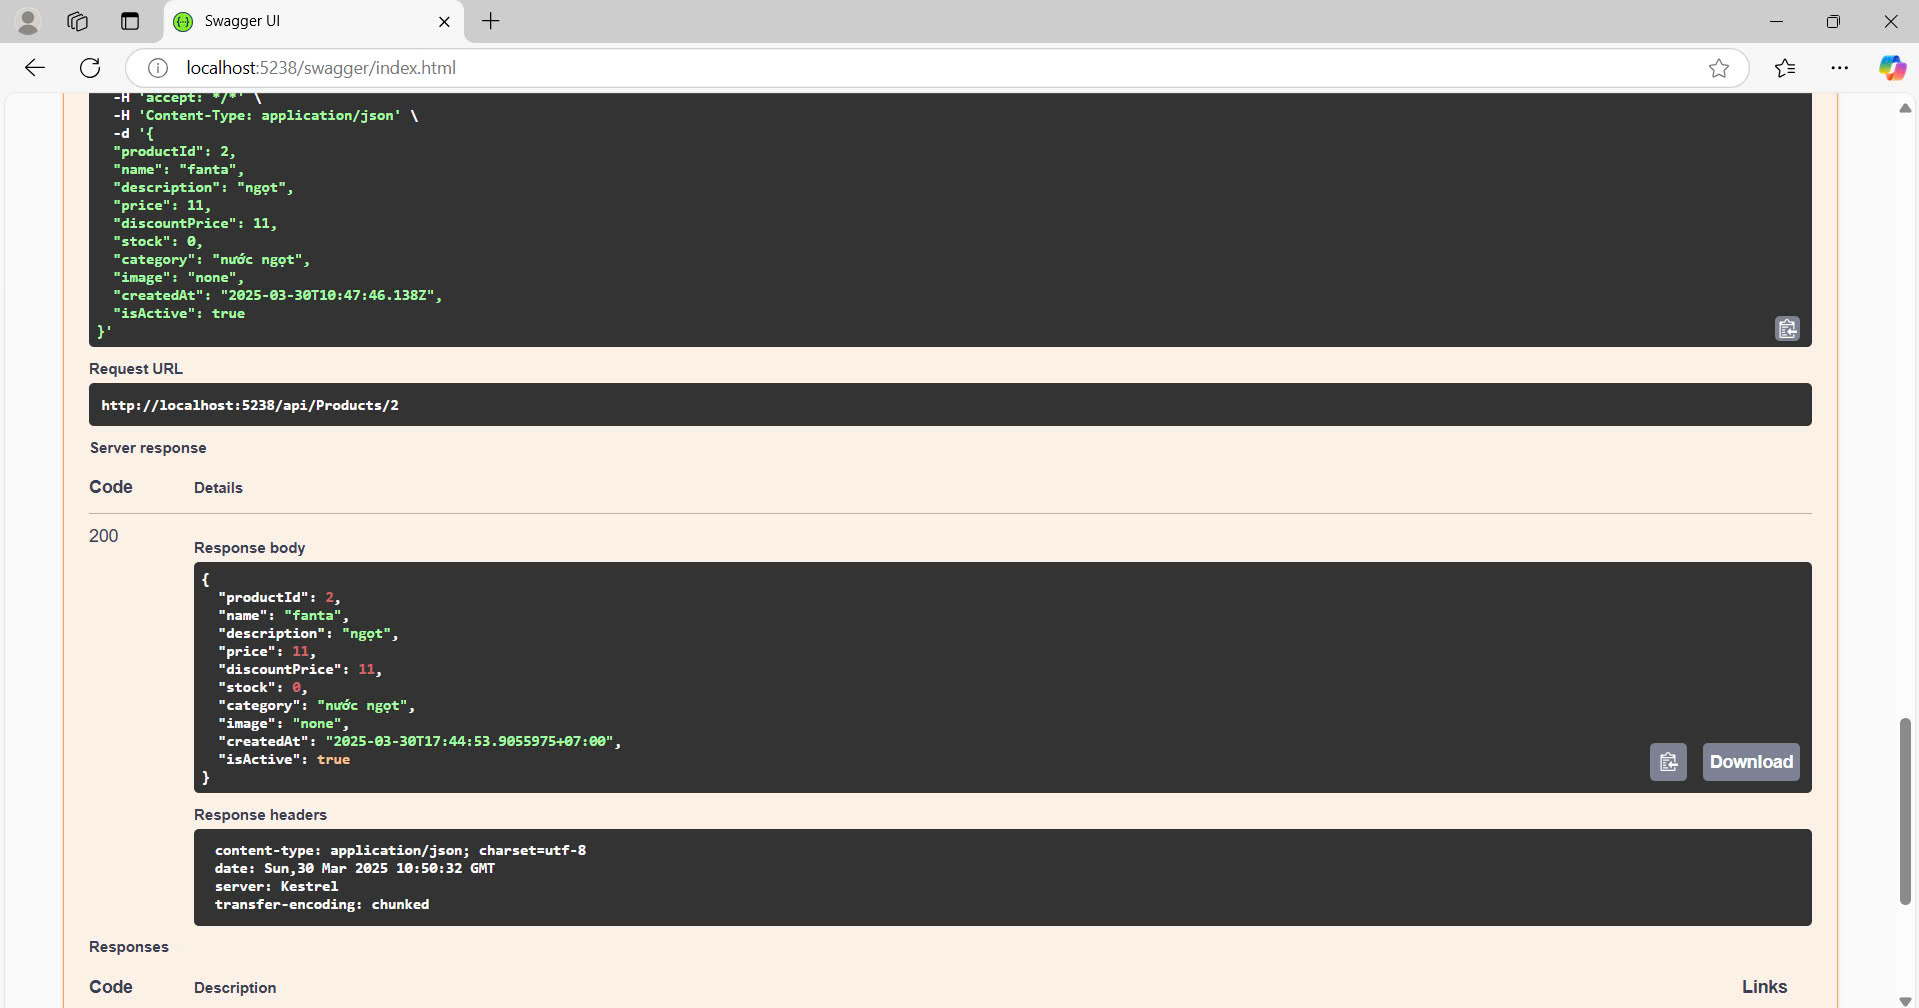 Swagger UI
localhost:5238/swagger/index.html
-H 'accept: */*' \
-H 'Content-Type: application/json' \
-d '{
"productId": 2,
"name": "fanta",
"description": "ngọt",
"price": 11,
"discountPrice": 11,
"stock": 0,
"category": "nước ngọt",
"image": "none",
"createdAt": "2025-03-30T10:47:46.138Z",
"isActive": true
}'
Request URL
http://localhost:5238/api/Products/2
Server response
Code Details
200
Response body
{
"productId": 2,
"name": "fanta",
"description": "ngọt",
"price": 11,
"discountPrice": 11,
"stock": 0,
"category": "nước ngọt",
"image": "none",
"createdAt": "2025-03-30T17:44:53.9055975+07:00",
"isActive": true
}
Download
Response headers
content-type: application/json; charset=utf-8
date: Sun,30 Mar 2025 10:50:32 GMT
server: Kestrel
transfer-encoding: chunked
Responses
Code Description Links